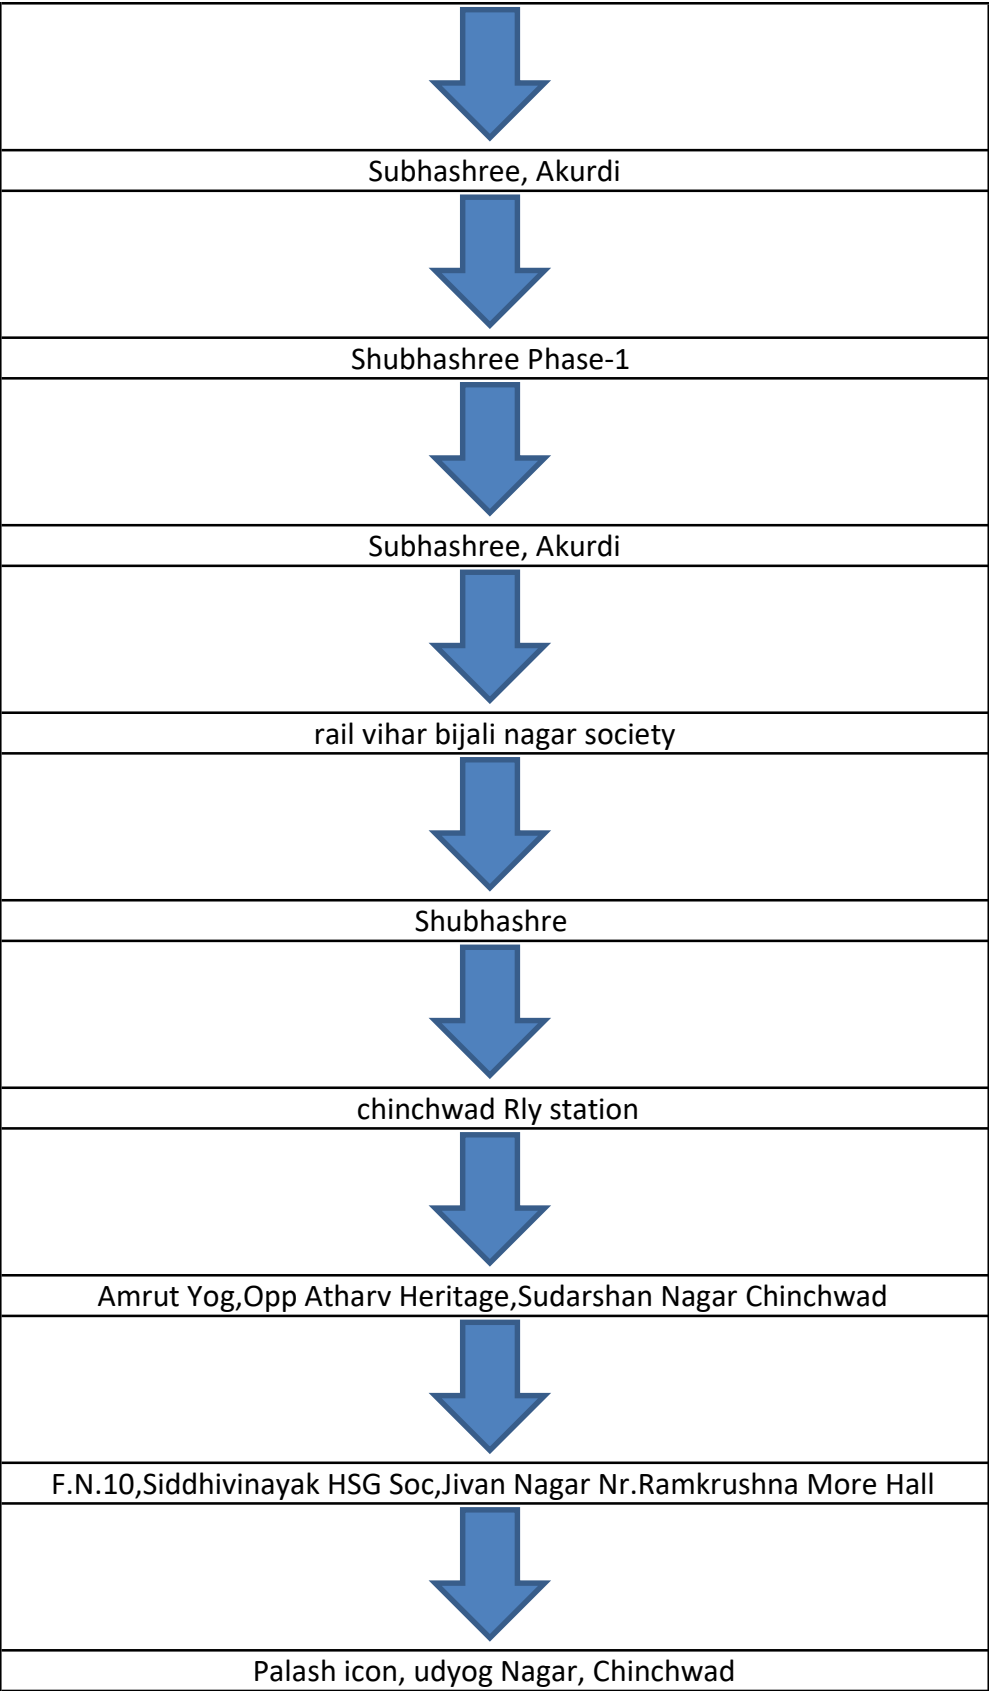 Subhashree, Akurdi
Shubhashree Phase-1
Subhashree, Akurdi
rail vihar bijali nagar society
Shubhashre
chinchwad Rly station
Amrut Yog,Opp Atharv Heritage,Sudarshan Nagar Chinchwad
F.N.10,Siddhivinayak HSG Soc,Jivan Nagar Nr.Ramkrushna More Hall
Palash icon, udyog Nagar, Chinchwad